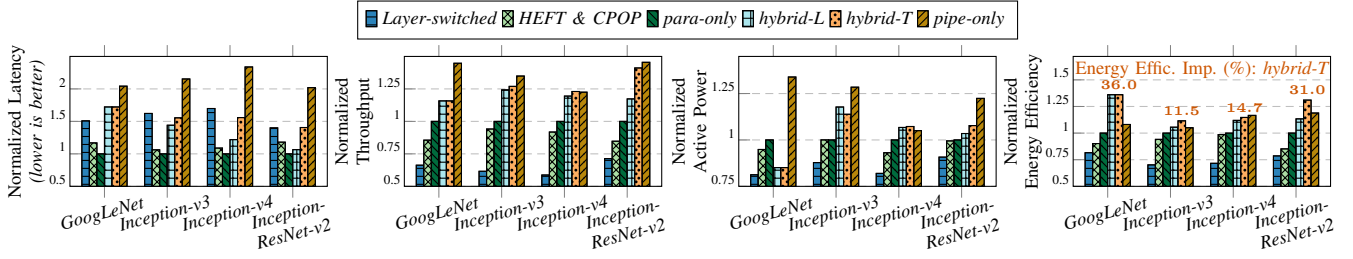 Layer-switched HEFT & CPOP para-only hybrid-L hybrid-T pipe-only
Normalized Latency
(lower is better)
2
1.5
1
0.5
GoogLeNet
Inception-v3
Inception-v4
Inception-
ResNet-v2
Normalized
Throughput
1.25
1
0.75
0.5
GoogLeNet
Inception-v3
Inception-v4
Inception-
ResNet-v2
Normalized
Active Power
1.25
1
0.75
GoogLeNet
Inception-v3
Inception-v4
Inception-
ResNet-v2
Normalized
Energy Efficiency
1.5
1.25
1
0.75
0.5
Energy Effic. Imp. (%): hybrid-T
36.0
11.5
14.7
31.0
GoogLeNet
Inception-v3
Inception-v4
Inception-
ResNet-v2